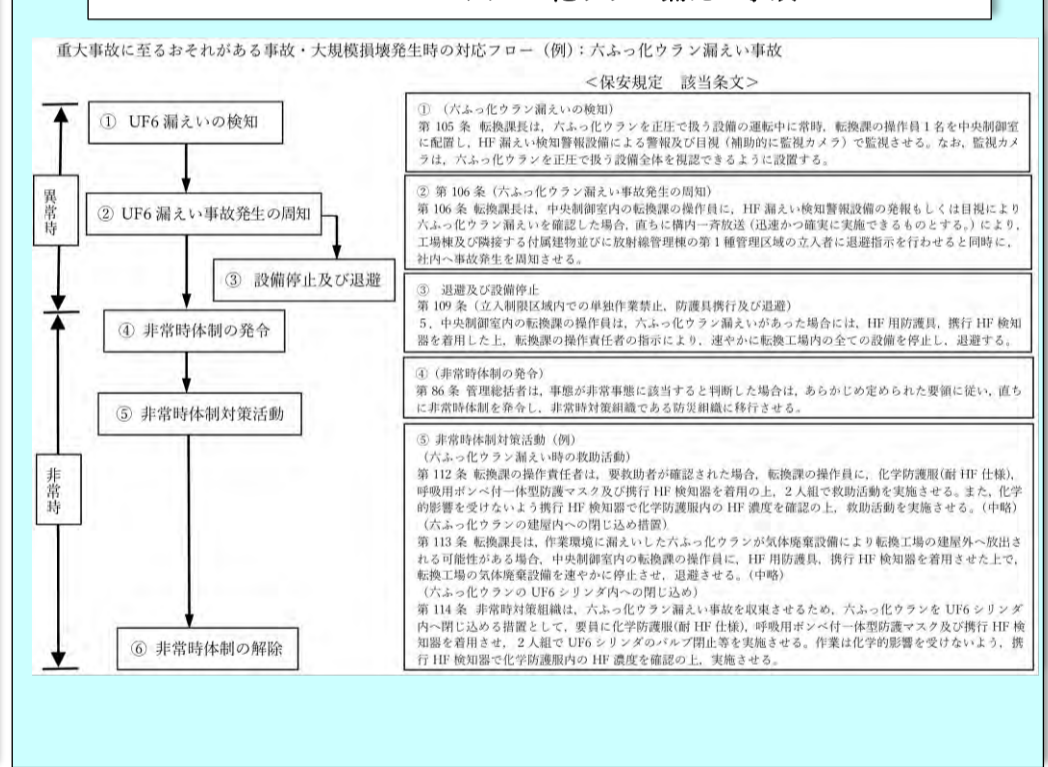 重大事故に至るおそれがある事故・大規模損壊発生時の対応フロー（例）：六ふっ化ウラン漏えい事故
＜保安規定　該当条文＞
異常時
非常時
① UF6 漏えいの検知
② UF6 漏えい事故発生の周知
③ 設備停止及び退避
④ 非常時体制の発令
⑤ 非常時体制対策活動
⑥ 非常時体制の解除
① （六ふっ化ウラン漏えいの検知）
第 105 条 転換課長は，六ふっ化ウランを正圧で扱う設備の運転中に常時，転換課の操作員 1 名を中央制御室
に配置し，HF 漏えい検知警報設備による警報及び目視（補助的に監視カメラ）で監視させる。なお，監視カメ
ラは，六ふっ化ウランを正圧で扱う設備全体を視認できるように設置する。
② 第 106 条（六ふっ化ウラン漏えい事故発生の周知）
第 106 条 転換課長は，中央制御室内の転換課の操作員に，HF 漏えい検知警報設備の発報もしくは目視により
六ふっ化ウラン漏えいを確認した場合，直ちに構内一斉放送（迅速かつ確実に実施できるものとする。）により，
工場棟及び隣接する付属建物並びに放射線管理棟の第 1 種管理区域の立入者に退避指示を行わせると同時に，
社内へ事故発生を周知させる。
③ 退避及び設備停止
第 109 条（立入制限区域内での単独作業禁止，防護具携行及び退避）
5．中央制御室内の転換課の操作員は，六ふっ化ウラン漏えいがあった場合には，HF 用防護具，携行 HF 検知
器を着用した上，転換課の操作責任者の指示により，速やかに転換工場内の全ての設備を停止し，退避する。
④（非常時体制の発令）
第 86 条 管理総括者は，事態が非常事態に該当すると判断した場合は，あらかじめ定められた要領に従い，直ち
に非常時体制を発令し，非常時対策組織である防災組織に移行させる。
⑤ 非常時体制対策活動（例）
（六ふっ化ウラン漏えい時の救助活動）
第 112 条 転換課の操作責任者は，要救助者が確認された場合，転換課の操作員に，化学防護服（耐 HF 仕様），
呼吸用ボンベ付一体型防護マスク及び携行 HF 検知器を着用の上，2 人組で救助活動を実施させる。また，化学
的影響を受けないよう携行 HF 検知器で化学防護服内の HF 濃度を確認の上，救助活動を実施させる。（中略）
（六ふっ化ウランの建屋内への閉じ込め措置）
第 113 条 転換課長は，作業環境に漏えいした六ふっ化ウランが気体廃棄設備により転換工場の建屋外へ放出さ
れる可能性がある場合，中央制御室内の転換課の操作員に，HF 用防護具，携行 HF 検知器を着用させた上で，
転換工場の気体廃棄設備を速やかに停止させ，退避させる。（中略）
（六ふっ化ウランの UF6 シリンダ内への閉じ込め）
第 114 条 非常時対策組織は，六ふっ化ウラン漏えい事故を収束させるため，六ふっ化ウランを UF6 シリンダ
内へ閉じ込める措置として，要員に化学防護服（耐 HF 仕様），呼吸用ボンベ付一体型防護マスク及び携行 HF 検
知器を着用させ，2 人組で UF6 シリンダのバルブ閉止等を実施させる。作業は化学的影響を受けないよう，携
行 HF 検知器で化学防護服内の HF 濃度を確認の上，実施させる。